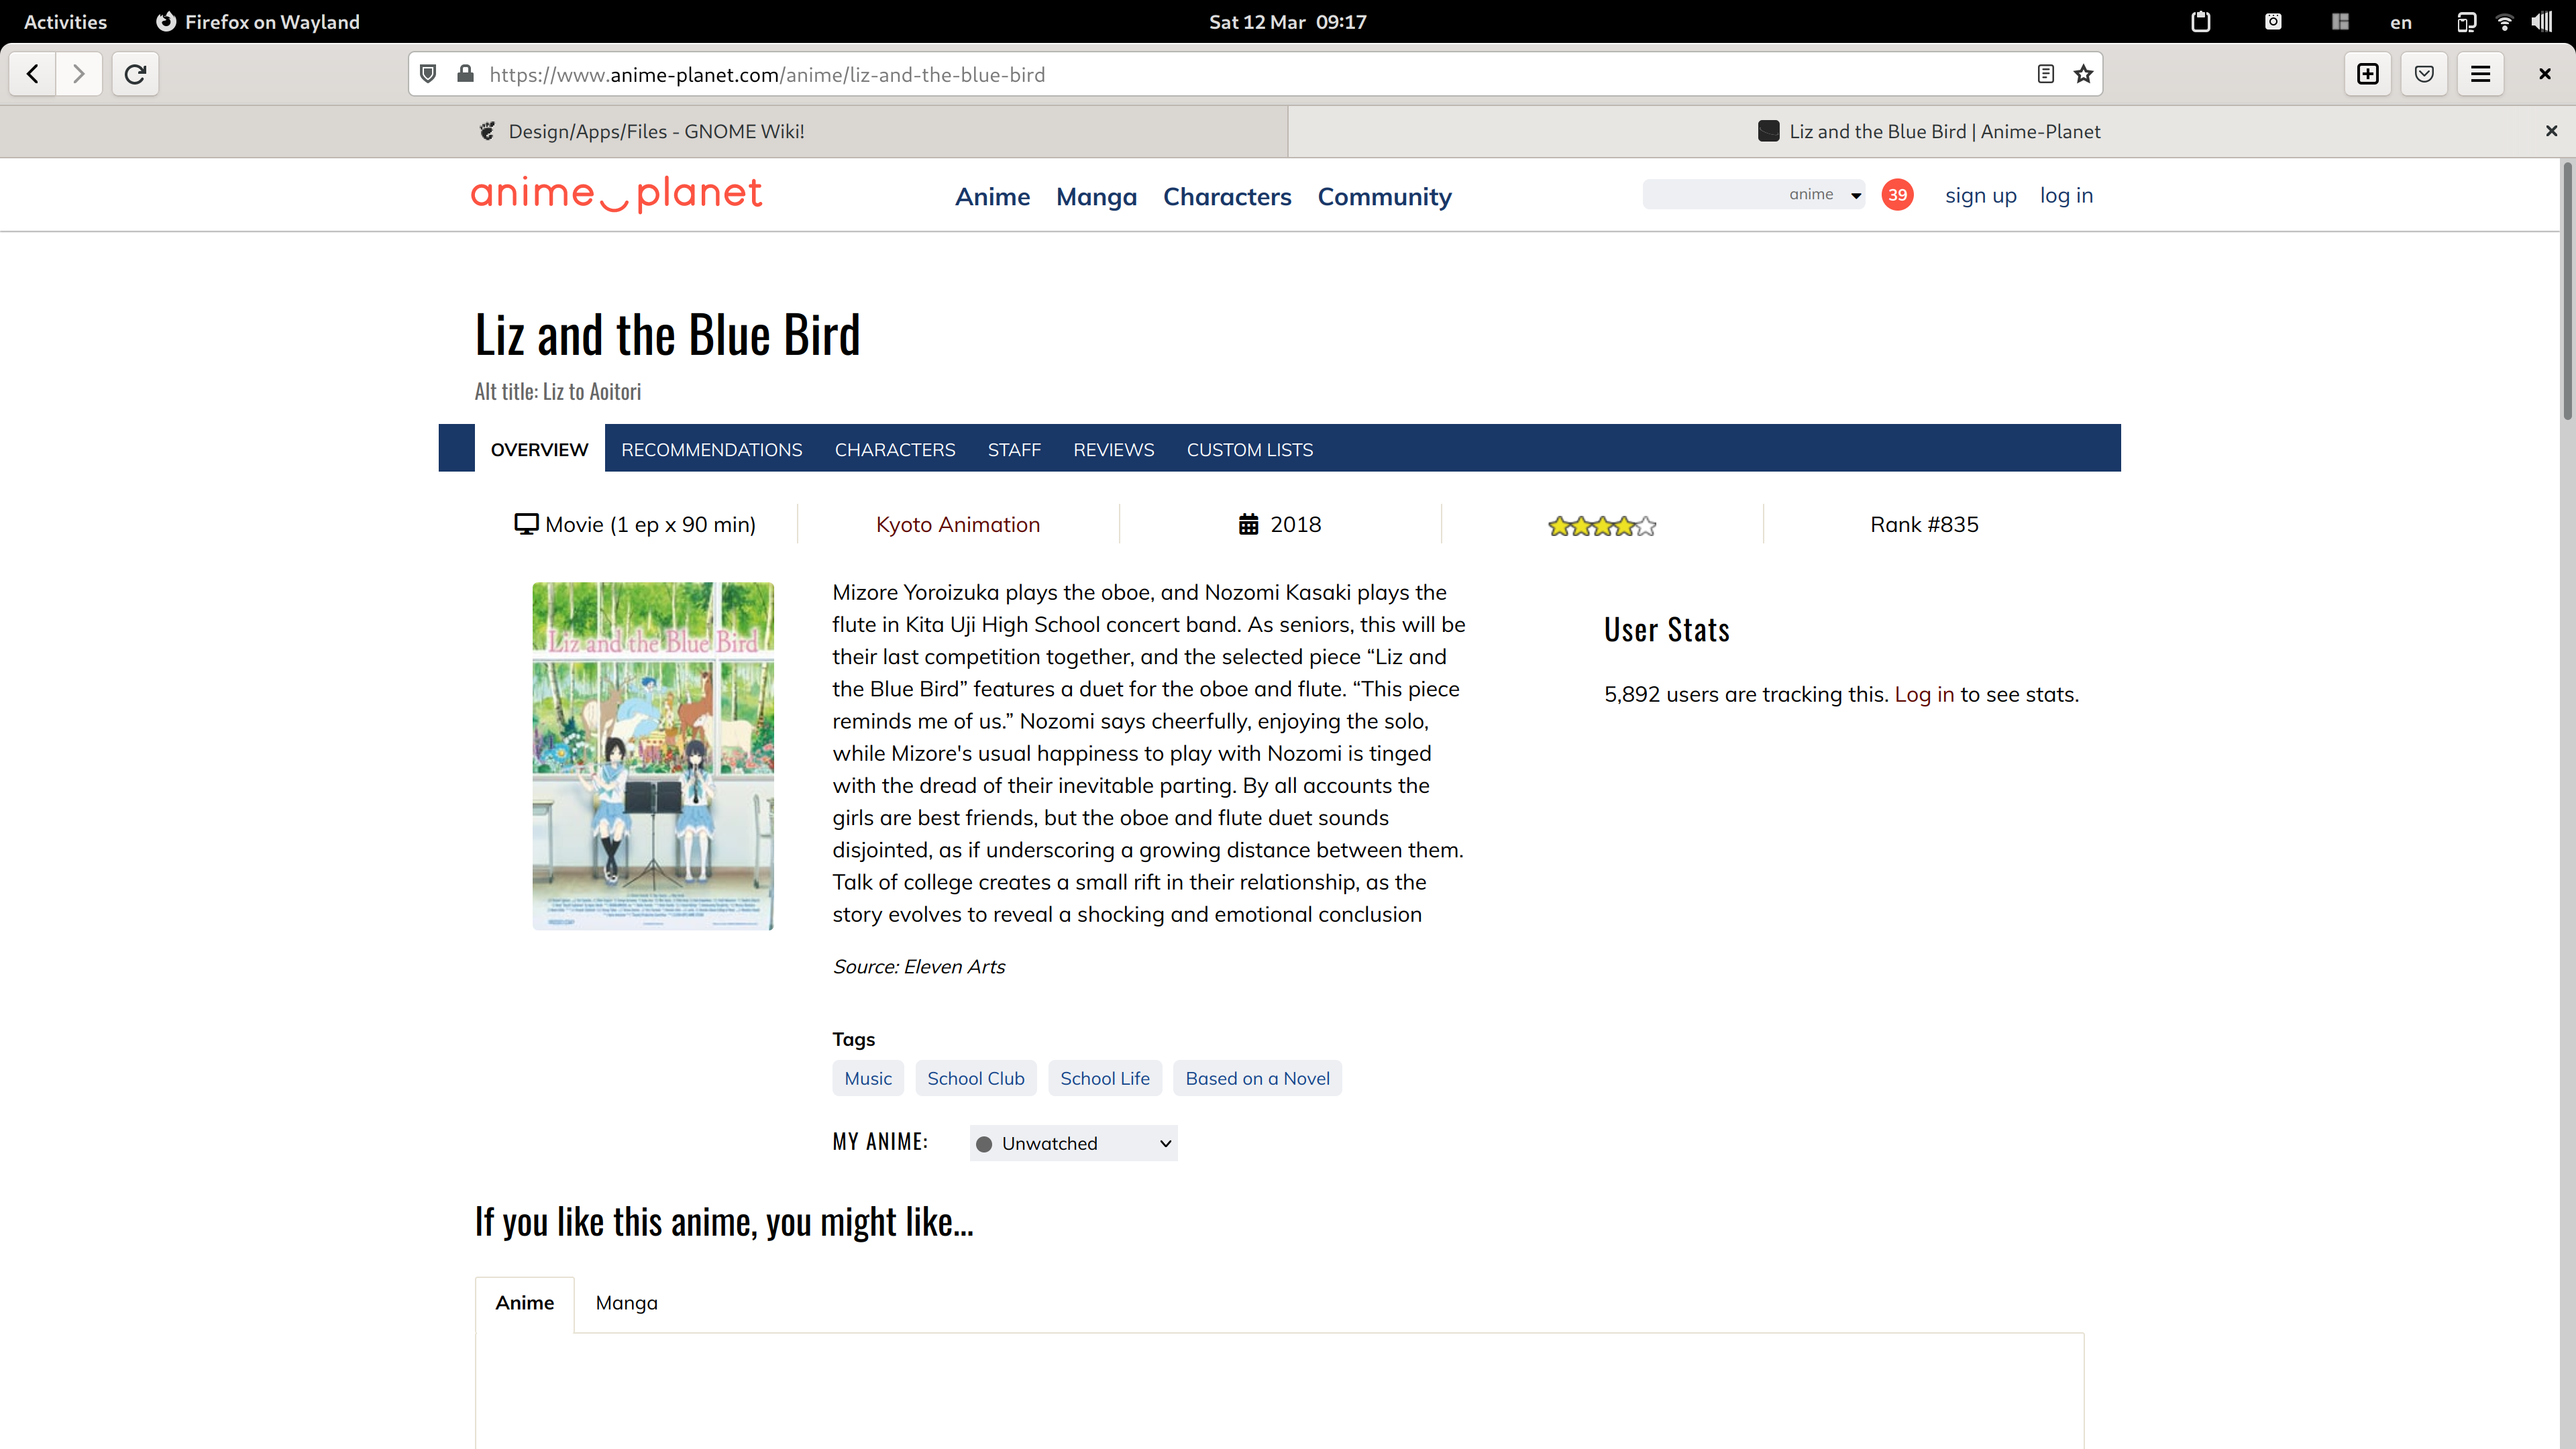 Activities
Firefox on Wayland
Sat 12 Mar 09:17
en
https://www.anime-planet.com/anime/liz-and-the-blue-bird
Design/Apps/Files - GNOME Wiki!
Liz and the Blue Bird | Anime-Planet
anime planet
Anime
Manga
Characters
Community
anime
39
sign up
log in
Liz and the Blue Bird
Alt title: Liz to Aoitori
OVERVIEW
RECOMMENDATIONS
CHARACTERS
STAFF
REVIEWS
CUSTOM LISTS
Movie (1 ep x 90 min)
Kyoto Animation
2018
Rank #835
Liz and the Blue Bird
Mizore Yoroizuka plays the oboe, and Nozomi Kasaki plays the
flute in Kita Uji High School concert band. As seniors, this will be
their last competition together, and the selected piece “Liz and
the Blue Bird” features a duet for the oboe and flute. “This piece
reminds me of us.” Nozomi says cheerfully, enjoying the solo,
while Mizore's usual happiness to play with Nozomi is tinged
with the dread of their inevitable parting. By all accounts the
girls are best friends, but the oboe and flute duet sounds
disjointed, as if underscoring a growing distance between them.
Talk of college creates a small rift in their relationship, as the
story evolves to reveal a shocking and emotional conclusion
Source: Eleven Arts
User Stats
5,892 users are tracking this. Log in to see stats.
Tags
Music
School Club
School Life
Based on a Novel
MY ANIME:
Unwatched
If you like this anime, you might like...
Anime
Manga